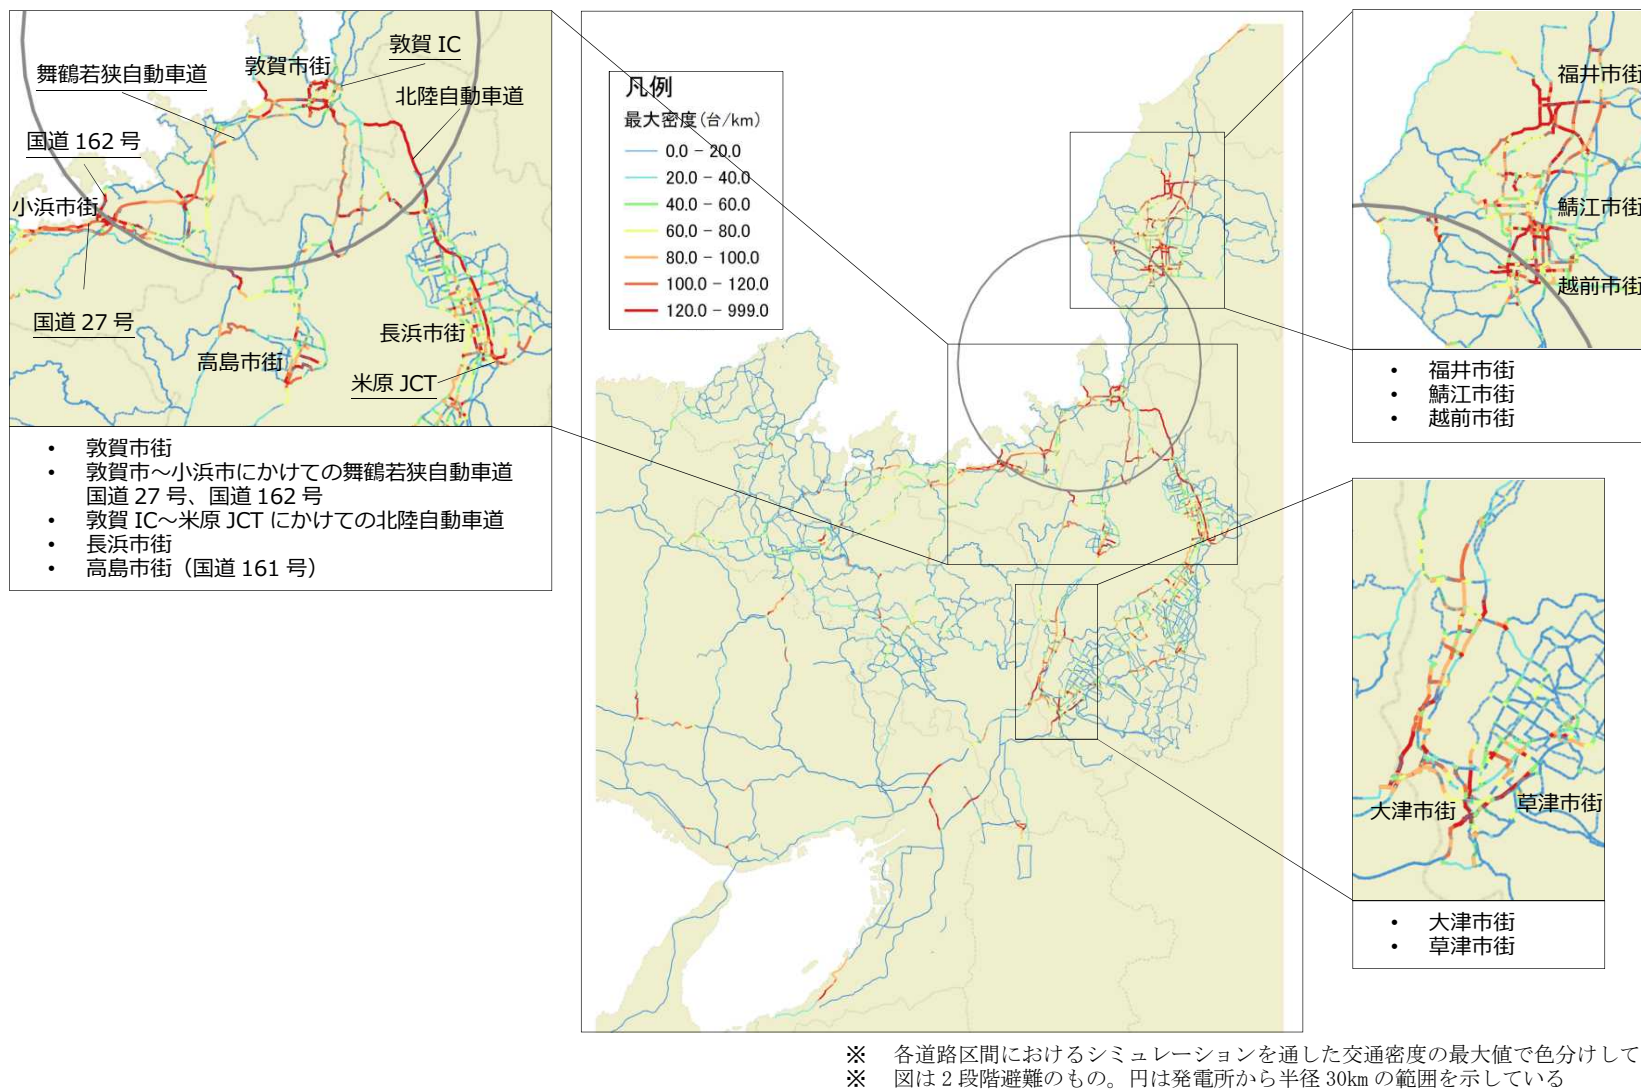 敦賀 IC
敦賀市街
舞鶴若狭自動車道
北陸自動車道
国道 162 号
小浜市街
国道 27 号
長浜市街
高島市街
米原 JCT
• 敦賀市街
• 敦賀市～小浜市にかけての舞鶴若狭自動車道
国道 27 号、国道 162 号
• 敦賀 IC～米原 JCT にかけての北陸自動車道
• 長浜市街
• 高島市街（国道 161 号）
凡例
最大密度(台/km)
0.0 - 20.0
20.0 - 40.0
40.0 - 60.0
60.0 - 80.0
80.0 - 100.0
100.0 - 120.0
120.0 - 999.0
福井市街
鯖江市街
越前市街
• 福井市街
• 鯖江市街
• 越前市街
大津市街
草津市街
• 大津市街
• 草津市街
※ 各道路区間におけるシミュレーションを通した交通密度の最大値で色分けして
※ 図は２段階避難のもの。円は発電所から半径 30km の範囲を示している